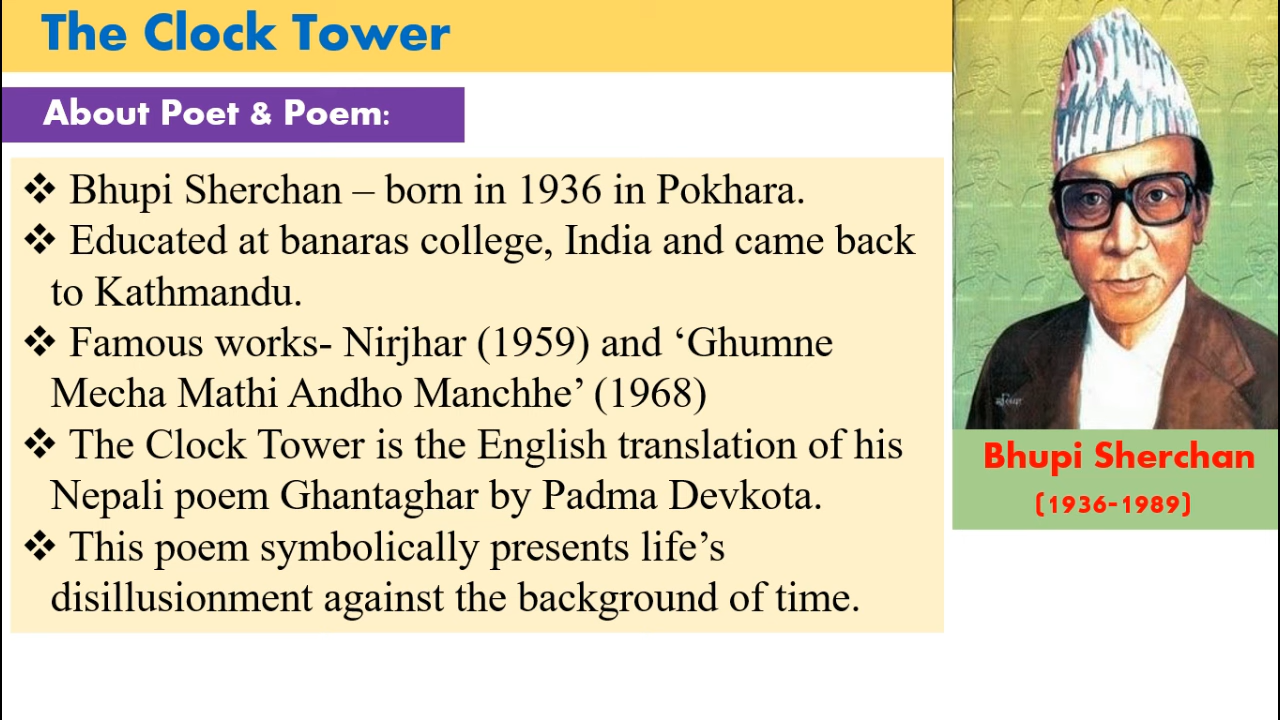 The Clock Tower
About Poet & Poem:
❖ Bhupi Sherchan – born in 1936 in Pokhara.
❖ Educated at banaras college, India and came back
to Kathmandu.
❖ Famous works- Nirjhar (1959) and ‘Ghumne
Mecha Mathi Andho Manchhe’ (1968)
❖ The Clock Tower is the English translation of his
Nepali poem Ghantaghar by Padma Devkota.
❖ This poem symbolically presents life’s
disillusionment against the background of time.
Bhupi Sherchan
(1936-1989)